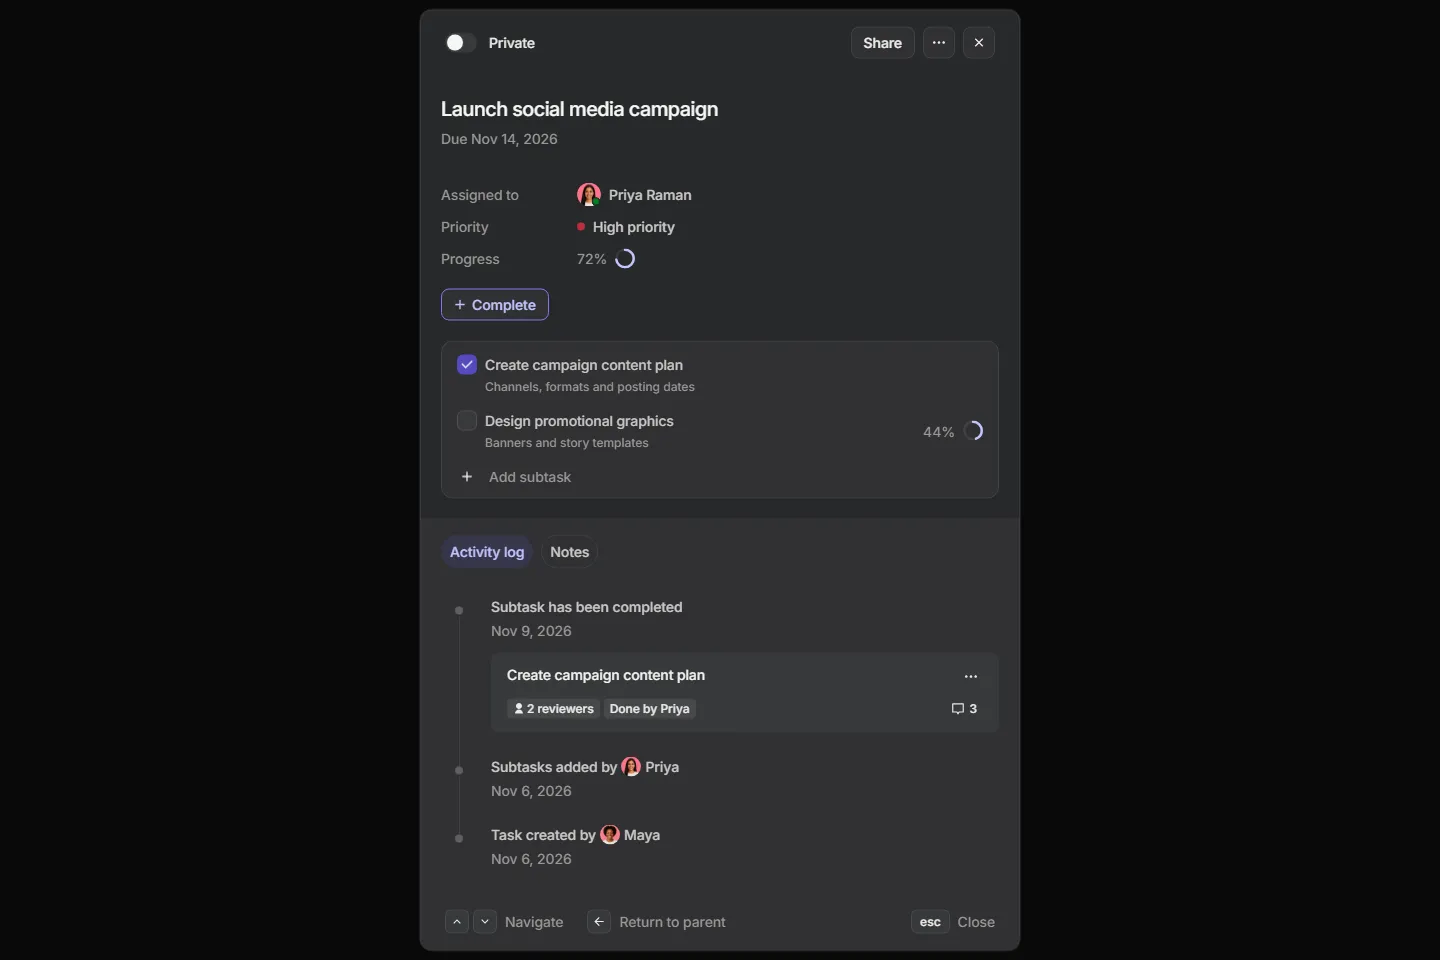 Private
Share
Launch social media campaign
Due Nov 14, 2026
Assigned to
Priya Raman
Priority
High priority
Progress
72%
+ Complete
Create campaign content plan
Channels, formats and posting dates
Design promotional graphics
Banners and story templates
44%
+ Add subtask
Activity log
Notes
Subtask has been completed
Nov 9, 2026
Create campaign content plan
2 reviewers
Done by Priya
3
Subtasks added by Priya
Nov 6, 2026
Task created by Maya
Nov 6, 2026
Navigate
Return to parent
esc
Close